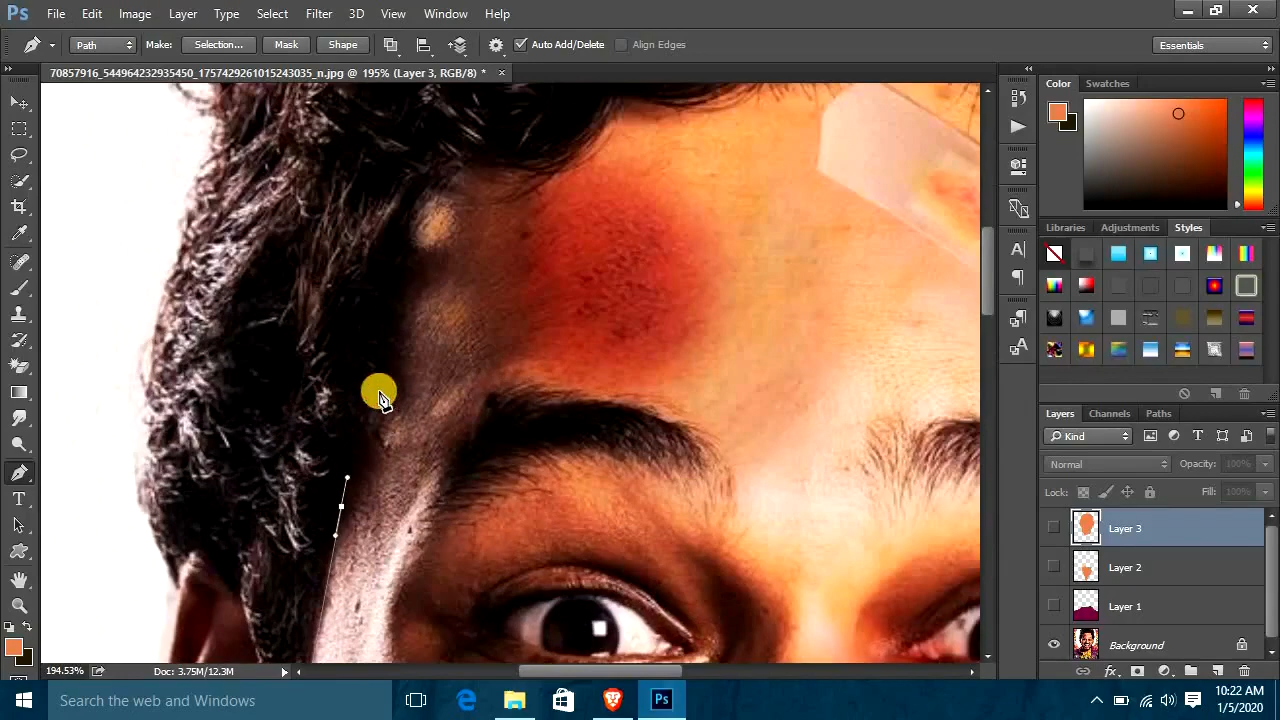 Ps File Edit Image Layer Type Select Filter 3D View Window Help
Path Make: Selection... Mask Shape Auto Add/Delete Align Edges Essentials
70857916_544964232935450_1757429261015243035_n.jpg @ 195% (Layer 3, RGB/8) *
Color Swatches
Libraries Adjustments Styles
Layers Channels Paths
Kind
Normal Opacity: 100%
Lock: Fill: 100%
Layer 3
Layer 2
Layer 1
Background
194.53% Doc: 3.75M/12.3M
Search the web and Windows
Ps
10:22 AM
1/5/2020